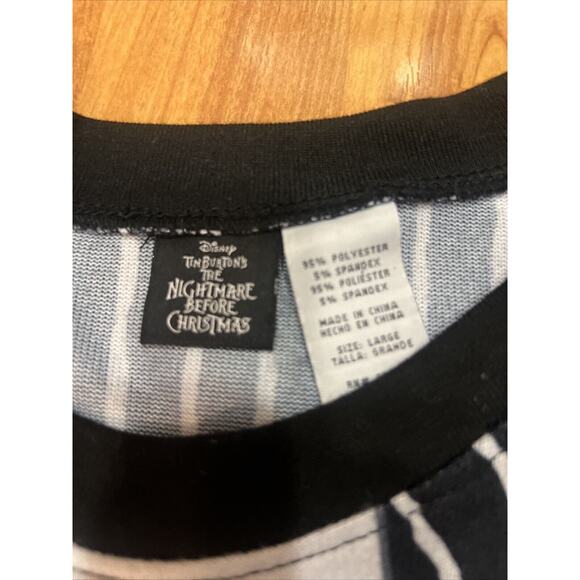 Disney
TIM BURTON'S
THE
NIGHTMARE
BEFORE
CHRISTMAS
95% POLYESTER
5% SPANDEX
95% POLIÉSTER
5% SPANDEX
MADE IN CHINA
HECHO EN CHINA
SIZE: LARGE
TALLA: GRANDE
RN#